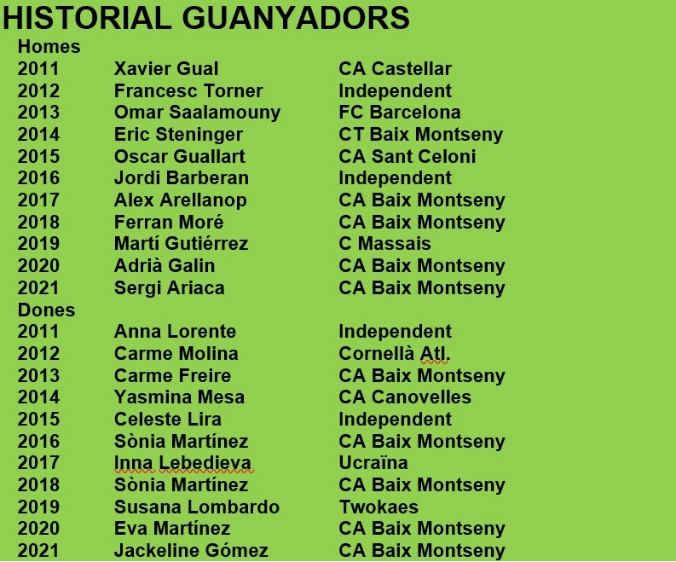 HISTORIAL GUANYADORS
Homes
2011 Xavier Gual CA Castellar
2012 Francesc Torner Independent
2013 Omar Saalamouny FC Barcelona
2014 Eric Steninger CT Baix Montseny
2015 Oscar Guallart CA Sant Celoni
2016 Jordi Barberan Independent
2017 Alex Arellanop CA Baix Montseny
2018 Ferran Moré CA Baix Montseny
2019 Martí Gutiérrez C Massais
2020 Adrià Galin CA Baix Montseny
2021 Sergi Ariaca CA Baix Montseny
Dones
2011 Anna Lorente Independent
2012 Carme Molina Cornellà Atl.
2013 Carme Freire CA Baix Montseny
2014 Yasmina Mesa CA Canovelles
2015 Celeste Lira Independent
2016 Sònia Martínez CA Baix Montseny
2017 Inna Lebedieva Ucraïna
2018 Sònia Martínez CA Baix Montseny
2019 Susana Lombardo Twokaes
2020 Eva Martínez CA Baix Montseny
2021 Jackeline Gómez CA Baix Montseny